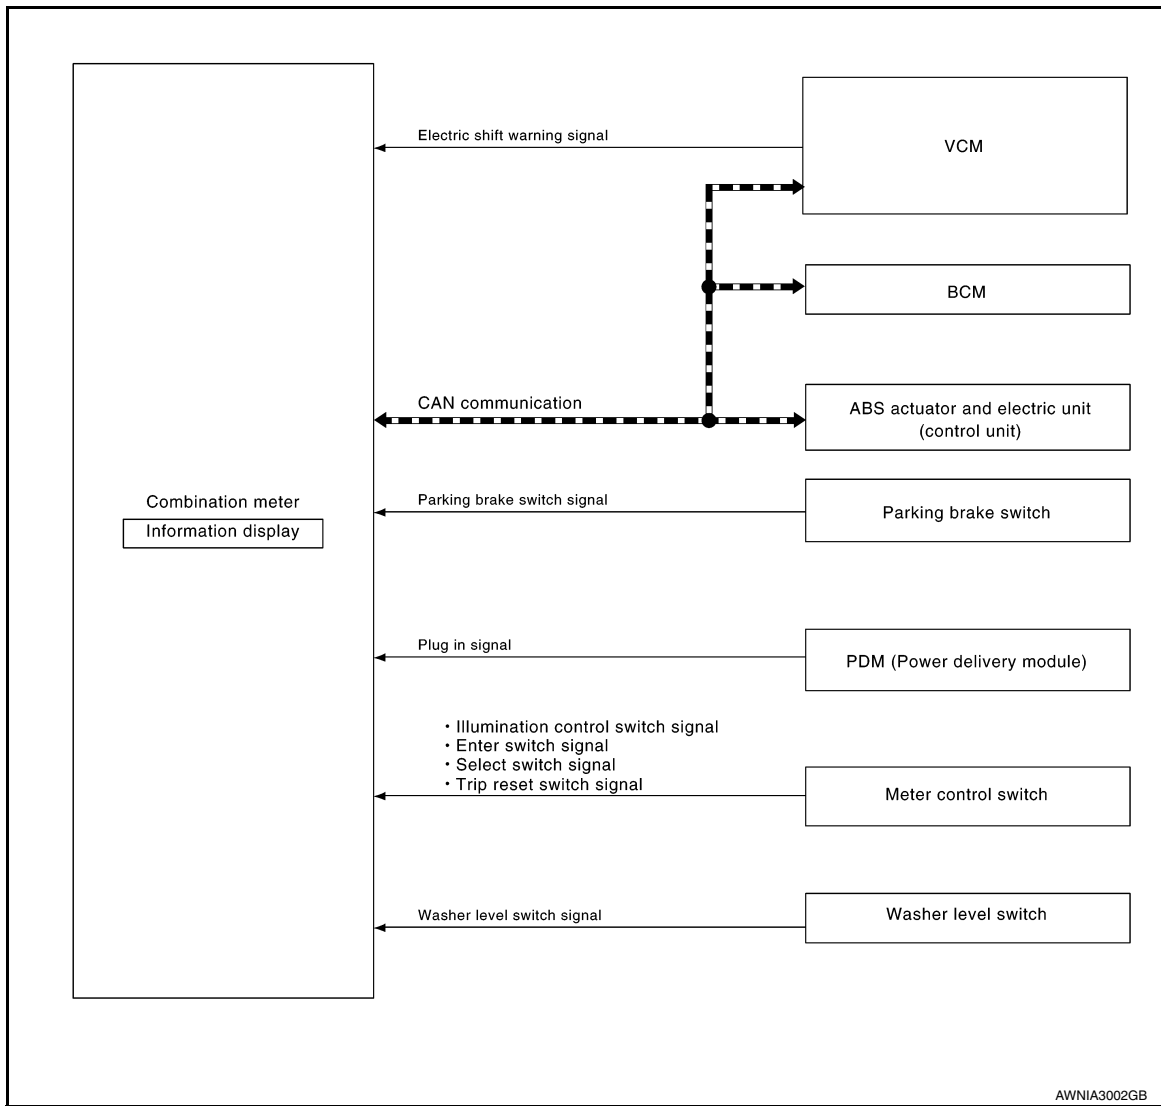 Electric shift warning signal
VCM
BCM
CAN communication
ABS actuator and electric unit
(control unit)
Combination meter
Information display
Parking brake switch signal
Parking brake switch
Plug in signal
PDM (Power delivery module)
・Illumination control switch signal
・Enter switch signal
・Select switch signal
・Trip reset switch signal
Meter control switch
Washer level switch signal
Washer level switch
AWNIA3002GB